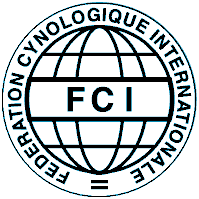 FEDERATION CYNOLOGIQUE INTERNATIONALE
FCI